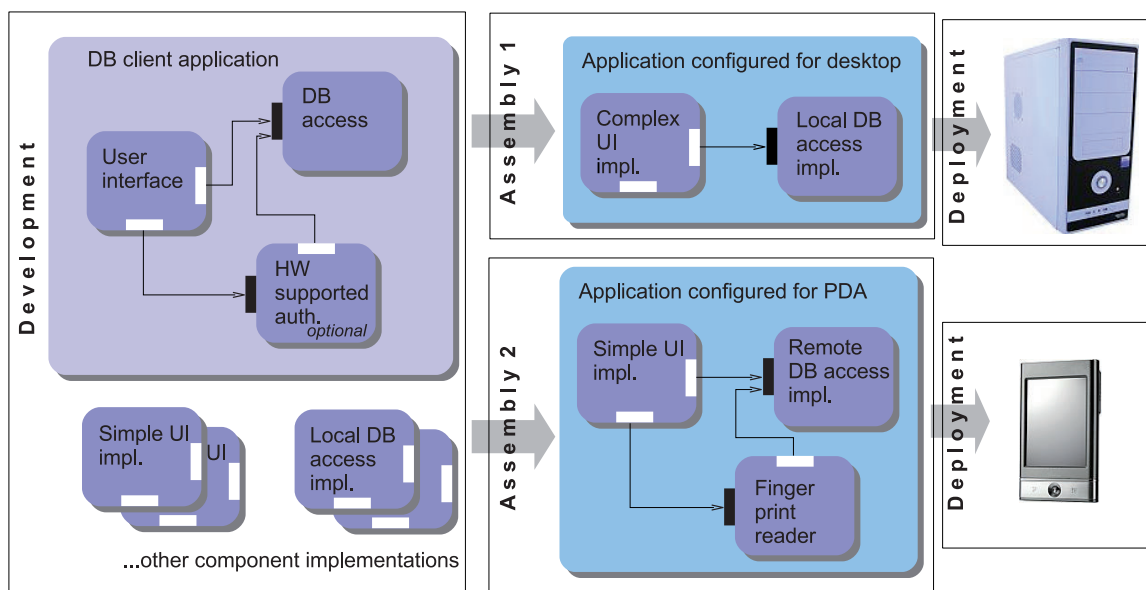 Development
DB client application
DB
access
User
interface
HW
supported
auth.
optional
Simple UI
impl.
UI
Local DB
access
impl.
...other component implementations
Assembly 1
Application configured for desktop
Complex
UI
impl.
Local DB
access
impl.
Deployment
Assembly 2
Application configured for PDA
Simple UI
impl.
Remote
DB access
impl.
Finger
print
reader
Deployment